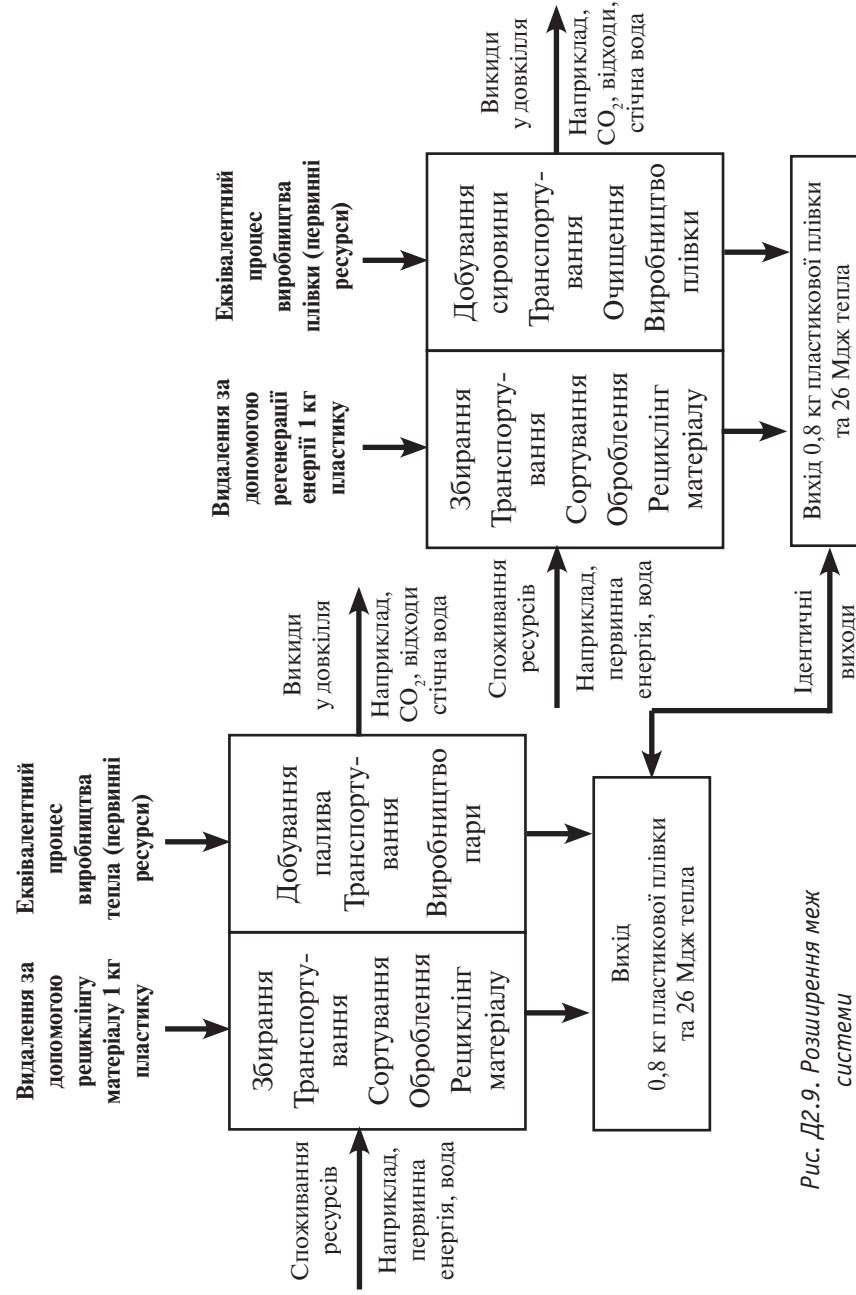 Видалення за
допомогою
рециклінгу
матеріалу 1 кг
пластику
Еквівалентний
процес
виробництва
тепла (первинні
ресурси)
Споживання
ресурсів
Наприклад,
первинна
енергія, вода
Збирання
Транспорту-
вання
Сортування
Оброблення
Рециклінг
матеріалу
Добування
палива
Транспорту-
вання
Виробництво
пари
Викиди
у довкілля
Наприклад,
CO₂, відходи
стічна вода
Вихід
0,8 кг пластикової плівки
та 26 Мдж тепла
Видалення за
допомогою
регенерації
енергії 1 кг
пластику
Еквівалентний
процес
виробництва
плівки (первинні
ресурси)
Споживання
ресурсів
Наприклад,
первинна
енергія, вода
Збирання
Транспорту-
вання
Сортування
Оброблення
Рециклінг
матеріалу
Добування
сировини
Транспорту-
вання
Очищення
Виробництво
плівки
Викиди
у довкілля
Наприклад,
CO₂, відходи,
стічна вода
Ідентичні
виходи
Вихід 0,8 кг пластикової плівки
та 26 Мдж тепла
Рис. Д2.9. Розширення меж
системи